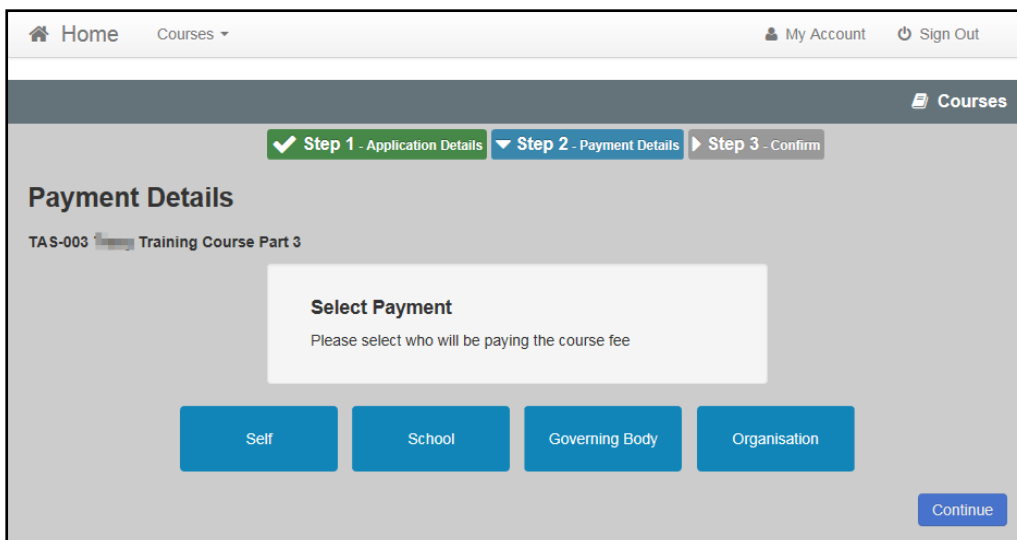 Home Courses My Account Sign Out
Courses
Step 1 - Application Details Step 2 - Payment Details Step 3 - Confirm
Payment Details
TAS-003 Training Course Part 3
Select Payment
Please select who will be paying the course fee
Self School Governing Body Organisation
Continue